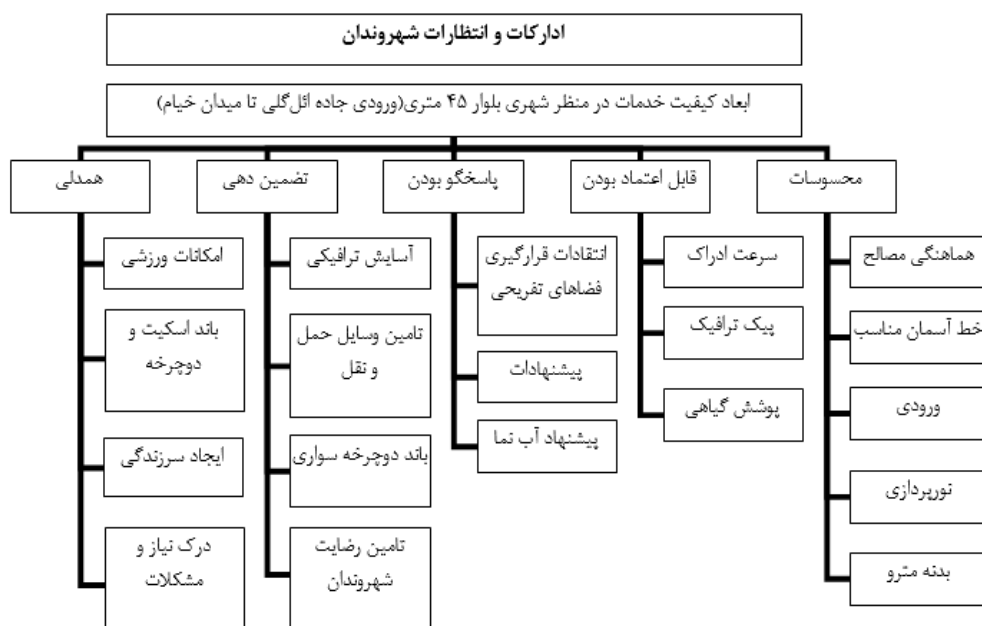 ادارکات و انتظارات شهروندان
ابعاد کیفیت خدمات در منظر شهری بلوار ۴۵ متری(ورودی جاده ائل‌گلی تا میدان خیام)
محسوسات
هماهنگی مصالح
خط آسمان مناسب
ورودی
نورپردازی
بدنه مترو
قابل اعتماد بودن
سرعت ادراک
پیک ترافیک
پوشش گیاهی
پاسخگو بودن
انتقادات قرارگیری
فضاهای تفریحی
پیشنهادات
پیشنهاد آب نما
تضمین دهی
آسایش ترافیکی
تامین وسایل حمل
و نقل
باند دوچرخه سواری
تامین رضایت
شهروندان
همدلی
امکانات ورزشی
باند اسکیت و
دوچرخه
ایجاد سرزندگی
درک نیاز و
مشکلات